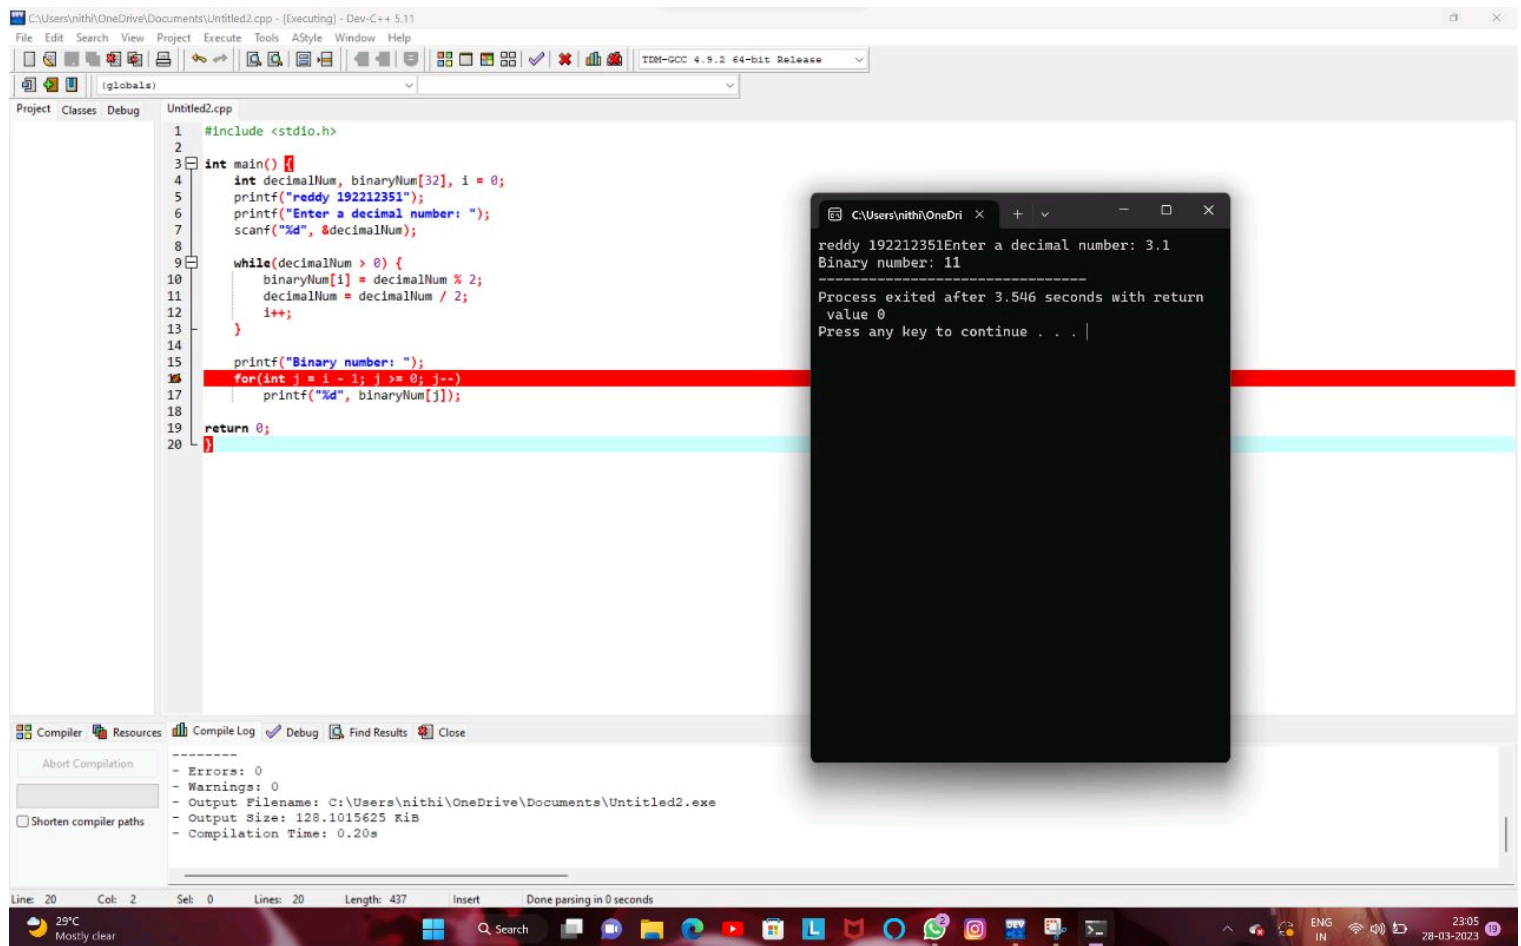 C:\Users\nithi\OneDrive\Documents\Untitled2.cpp - [Executing] - Dev-C++ 5.11
File Edit Search View Project Execute Tools AStyle Window Help
TDM-GCC 4.9.2 64-bit Release
(globals)
Project Classes Debug
Untitled2.cpp
1 #include <stdio.h>
2
3 int main() {
4 int decimalNum, binaryNum[32], i = 0;
5 printf("reddy 192212351");
6 printf("Enter a decimal number: ");
7 scanf("%d", &decimalNum);
8
9 while(decimalNum > 0) {
10 binaryNum[i] = decimalNum % 2;
11 decimalNum = decimalNum / 2;
12 i++;
13 }
14
15 printf("Binary number: ");
16 for(int j = i - 1; j >= 0; j--)
17 printf("%d", binaryNum[j]);
18
19 return 0;
20 }
C:\Users\nithi\OneDri
reddy 192212351Enter a decimal number: 3.1
Binary number: 11
--------------------------------
Process exited after 3.546 seconds with return
value 0
Press any key to continue . . .
Compiler Resources Compile Log Debug Find Results Close
Abort Compilation
Shorten compiler paths
--------
- Errors: 0
- Warnings: 0
- Output Filename: C:\Users\nithi\OneDrive\Documents\Untitled2.exe
- Output Size: 128.1015625 KiB
- Compilation Time: 0.20s
Line: 20 Col: 2 Sel: 0 Lines: 20 Length: 437 Insert Done parsing in 0 seconds
29°C
Mostly clear
Search
2
DEV
L
ENG
IN
23:05
28-03-2023
19